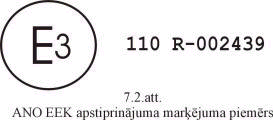 E3 110 R-002439
7.2.att.
ANO EEK apstiprinājuma marķējuma piemērs